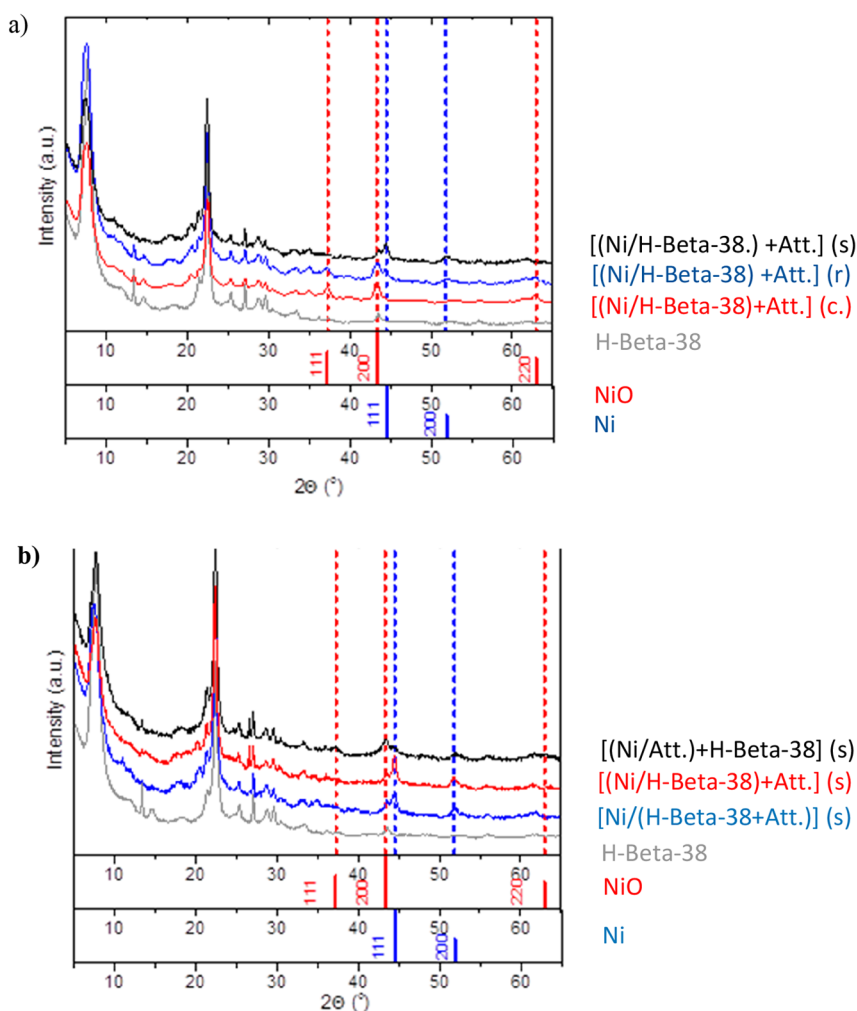 a)
Intensity (a.u.)
[(Ni/H-Beta-38.) +Att.] (s)
[(Ni/H-Beta-38) +Att.] (r)
[(Ni/H-Beta-38)+Att.] (c.)
H-Beta-38
10 20 30 40 50 60
111 200 220
NiO
111 200
Ni
10 20 30 40 50 60
2Θ (°)
b)
Intensity (a.u.)
[(Ni/Att.)+H-Beta-38] (s)
[(Ni/H-Beta-38)+Att.] (s)
[Ni/(H-Beta-38+Att.)] (s)
H-Beta-38
10 20 30 40 50 60
111 200 220
NiO
111 200
Ni
10 20 30 40 50 60
2Θ (°)